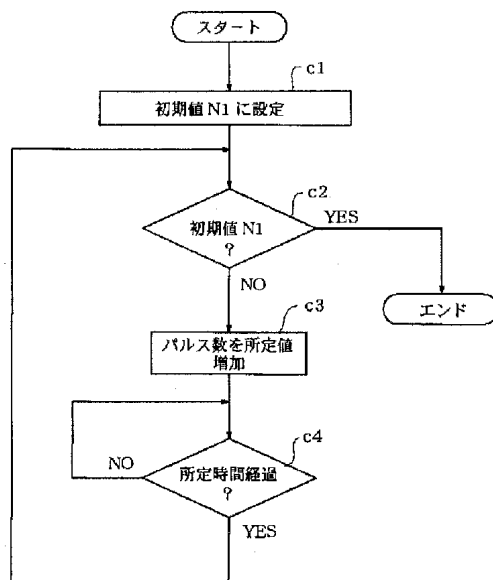 スタート
c1
初期値 N1 に設定
c2
初期値 N1
?
YES
NO
エンド
c3
パルス数を所定値
増加
c4
所定時間経過
?
NO
YES